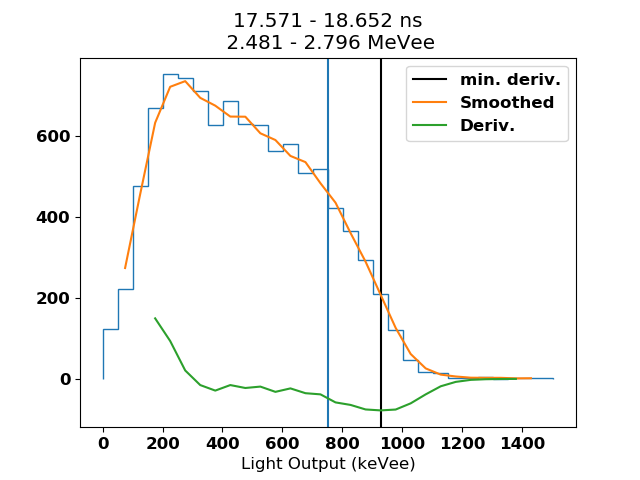 17.571 - 18.652 ns
2.481 - 2.796 MeVee
min. deriv.
Smoothed
Deriv.
600
400
200
0
0 200 400 600 800 1000 1200 1400
Light Output (keVee)